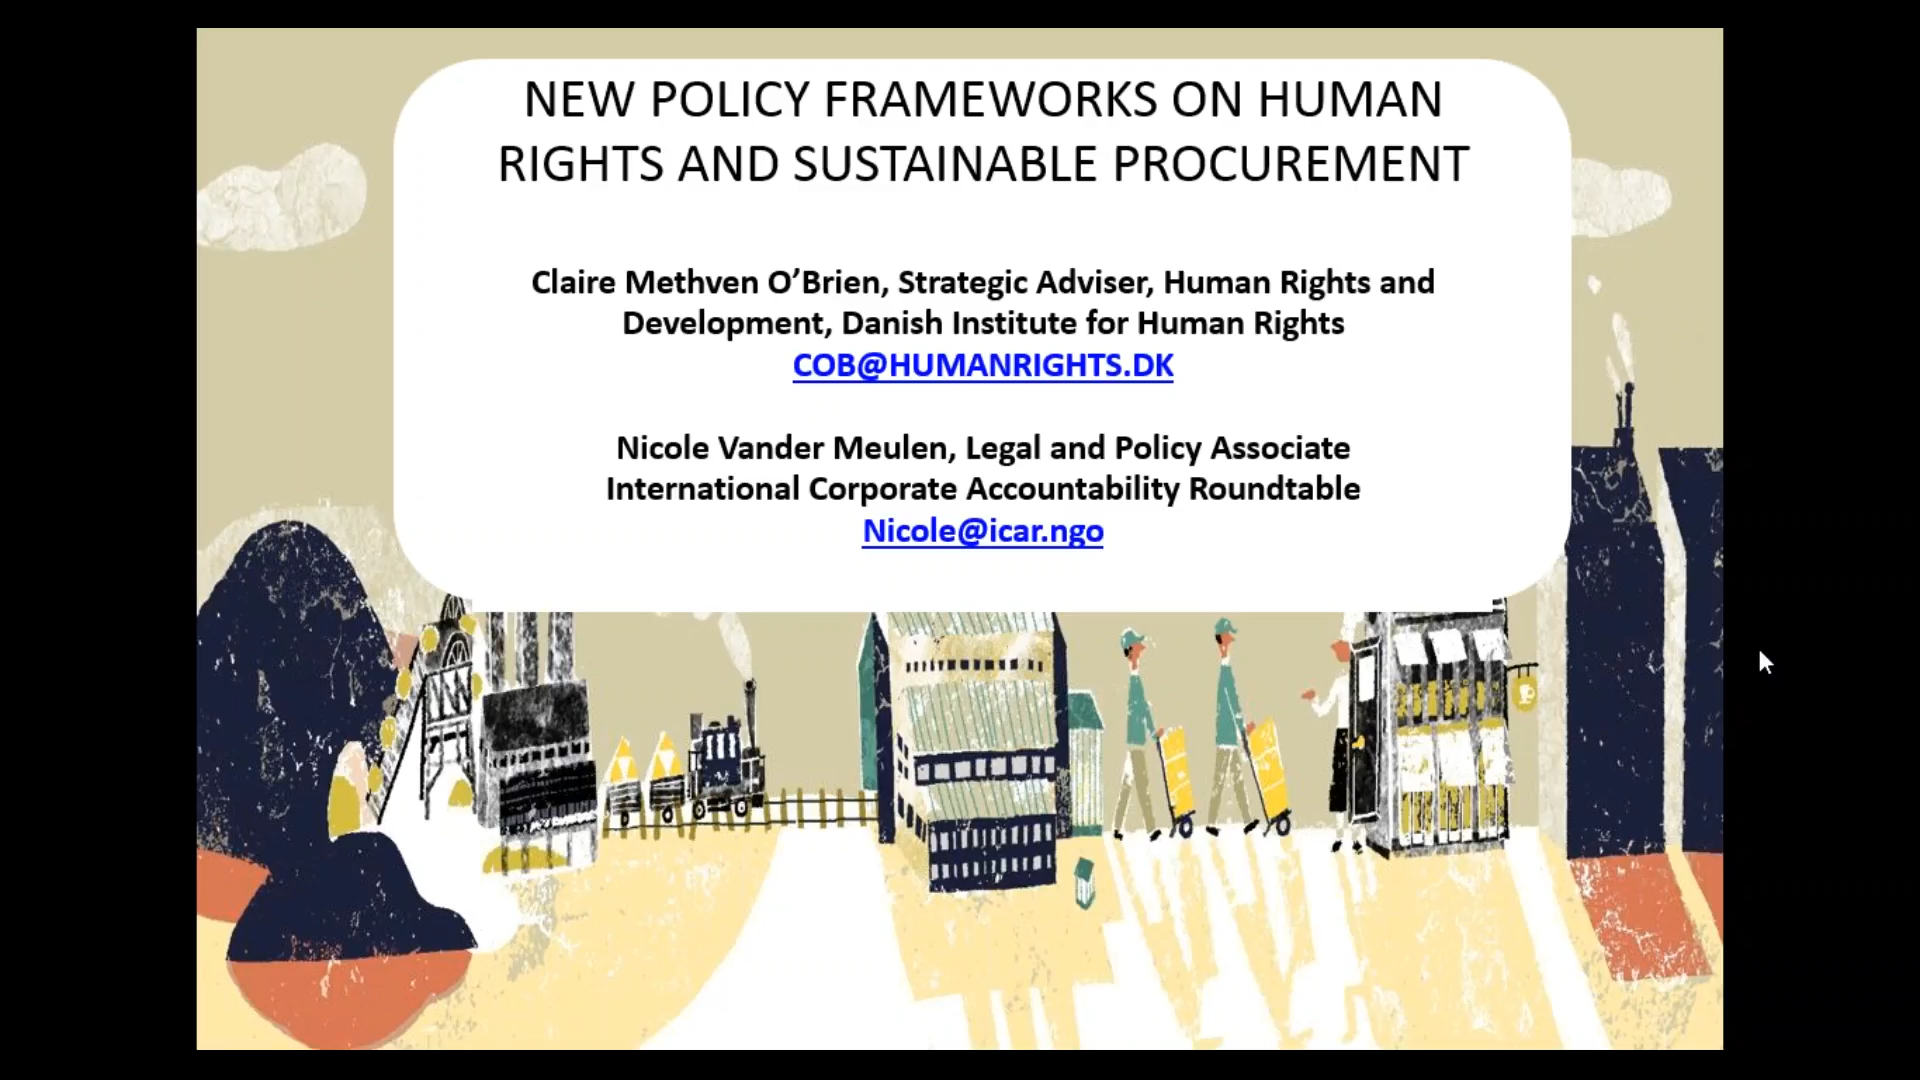 NEW POLICY FRAMEWORKS ON HUMAN
RIGHTS AND SUSTAINABLE PROCUREMENT
Claire Methven O’Brien, Strategic Adviser, Human Rights and
Development, Danish Institute for Human Rights
COB@HUMANRIGHTS.DK
Nicole Vander Meulen, Legal and Policy Associate
International Corporate Accountability Roundtable
Nicole@icar.ngo